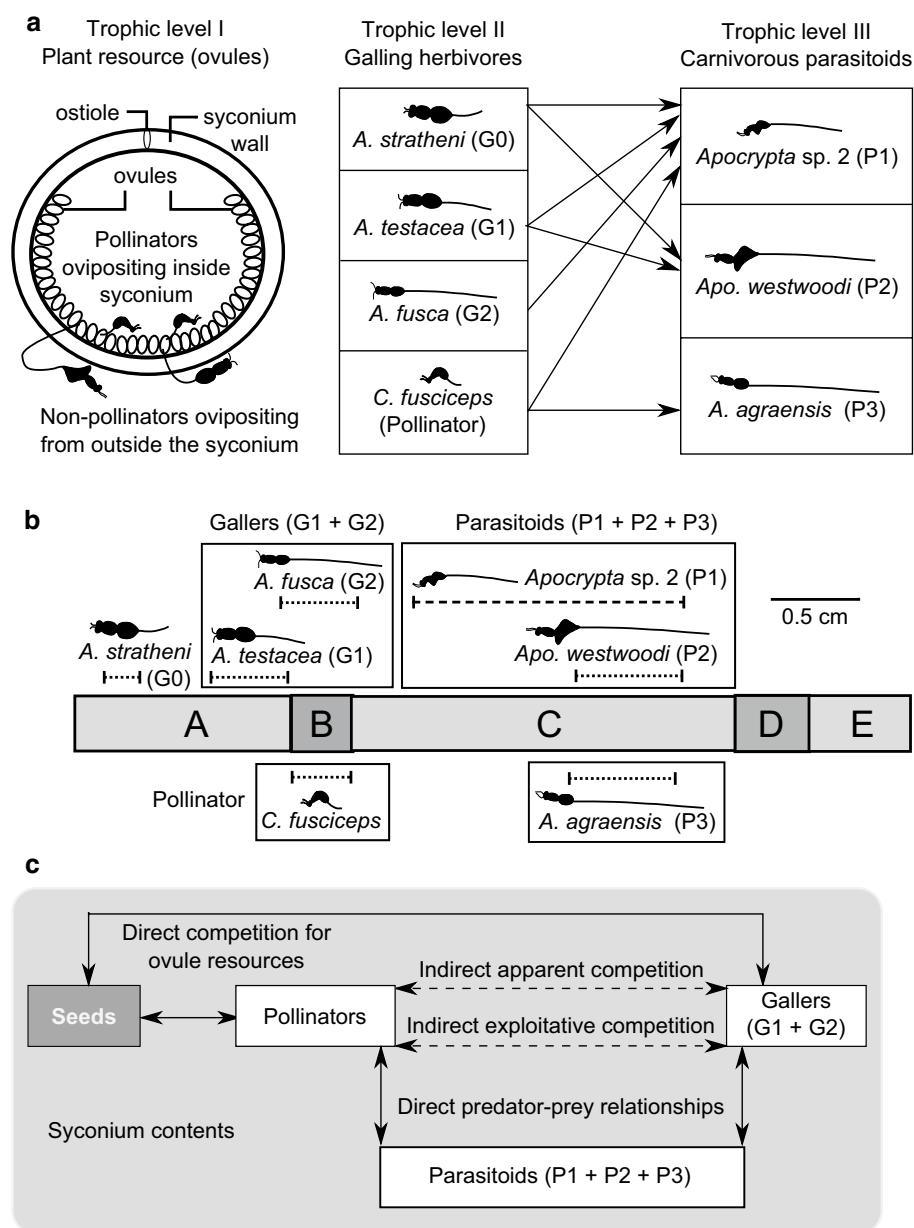 a
Trophic level I
Plant resource (ovules)
Trophic level II
Galling herbivores
Trophic level III
Carnivorous parasitoids
ostiole
syconium
wall
ovules
Pollinators
ovipositing inside
syconium
Non-pollinators ovipositing
from outside the syconium
A. stratheni (G0)
A. testacea (G1)
A. fusca (G2)
C. fusciceps
(Pollinator)
Apocrypta sp. 2 (P1)
Apo. westwoodi (P2)
A. agraensis (P3)
b
Gallers (G1 + G2)
Parasitoids (P1 + P2 + P3)
A. fusca (G2)
Apocrypta sp. 2 (P1)
0.5 cm
A. stratheni
(G0)
A. testacea (G1)
Apo. westwoodi (P2)
A B C D E
Pollinator
C. fusciceps
A. agraensis (P3)
c
Direct competition for
ovule resources
Indirect apparent competition
Seeds
Pollinators
Gallers
(G1 + G2)
Indirect exploitative competition
Direct predator-prey relationships
Syconium contents
Parasitoids (P1 + P2 + P3)